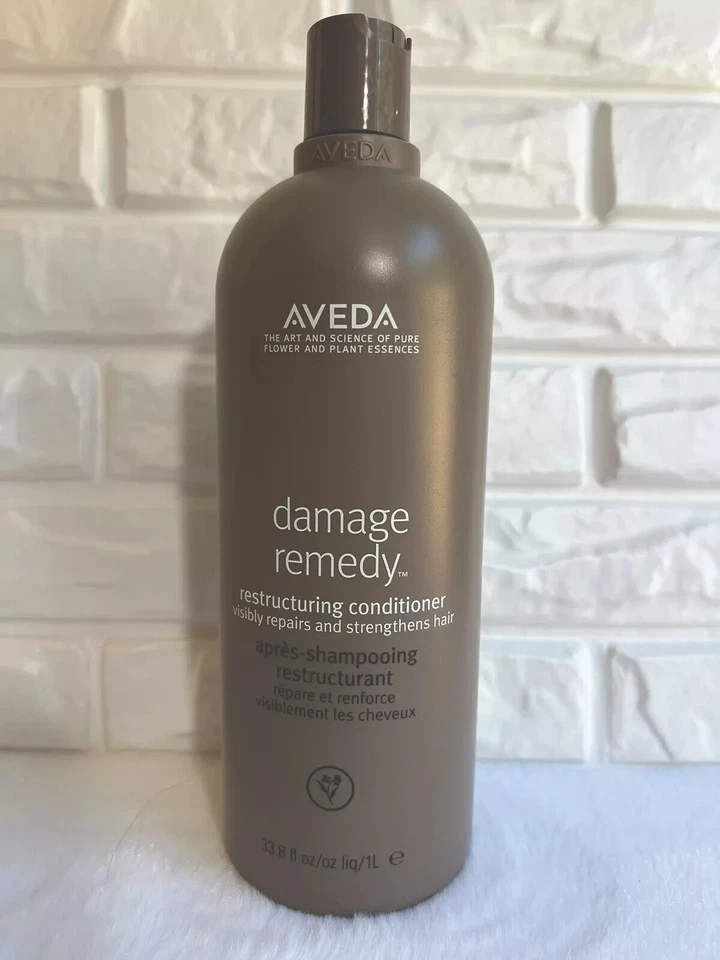 AVEDA
AVEDA
THE ART AND SCIENCE OF PURE
FLOWER AND PLANT ESSENCES
damage
remedy™
restructuring conditioner
visibly repairs and strengthens hair
après-shampooing
restructurant
répare et renforce
visiblement les cheveux
33.8 fl oz/oz liq/1L ℮